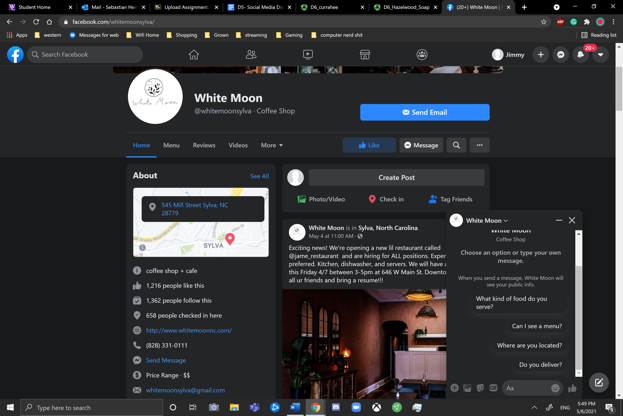 Student Home
Mail - Sebastian Hen
Upload Assignment:
D5- Social Media Di
D6_currahee
D6_Hazelwood_Soap
(20+) White Moon |
facebook.com/whitemoonsylva/
Apps
western
Messages for web
Wifi Home
Shopping
Grown
streaming
Gaming
computer nerd shit
Reading list
Search Facebook
Jimmy
20+
White Moon
White Moon
@whitemoonsylva · Coffee Shop
Send Email
Home
Menu
Reviews
Videos
More
Like
Message
About
See All
545 Mill Street Sylva, NC
28779
SYLVA
coffee shop + cafe
1,216 people like this
1,362 people follow this
658 people checked in here
http://www.whitemoonnc.com/
(828) 331-0111
Send Message
Price Range · $$
whitemoonsylva@gmail.com
Create Post
Photo/Video
Check in
Tag Friends
White Moon is in Sylva, North Carolina.
May 4 at 11:00 AM ·
Exciting news! We're opening a new lil restaurant called
@jame_restaurand and are hiring for ALL positions. Exper
preferred. Kitchen, dishwasher, and servers. We will have a
this Friday 4/7 between 3-5pm at 646 W Main St. Downto
all ur friends and bring a resume!!!
White Moon
White Moon
Coffee Shop
Choose an option or type your own
message.
When you send a message, White Moon will
see your public info.
What kind of food do you
serve?
Can I see a menu?
Where are you located?
Do you deliver?
Aa
Type here to search
ENG
5:49 PM
5/6/2021